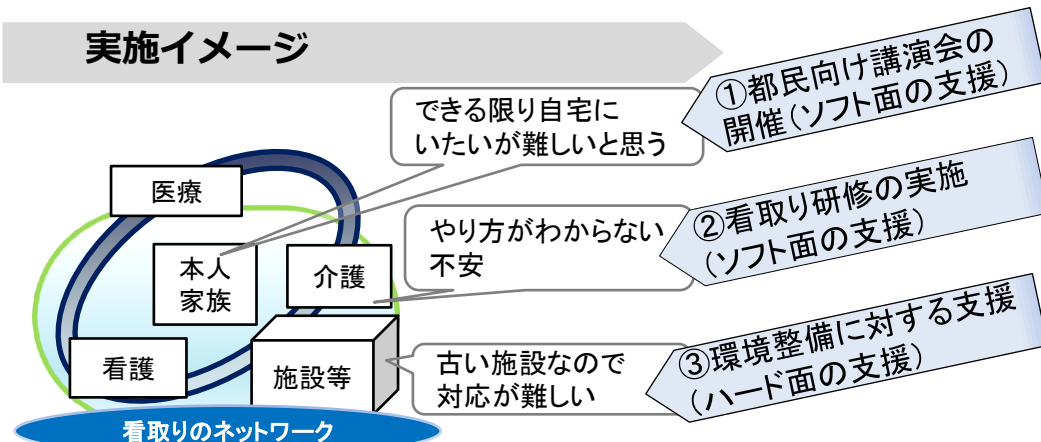 実施イメージ
①都民向け講演会の
開催(ソフト面の支援)
できる限り自宅に
いたいが難しいと思う
医療
②看取り研修の実施
(ソフト面の支援)
やり方がわからない
不安
本人
家族
介護
③環境整備に対する支援
(ハード面の支援)
古い施設なので
対応が難しい
看護
施設等
看取りのネットワーク